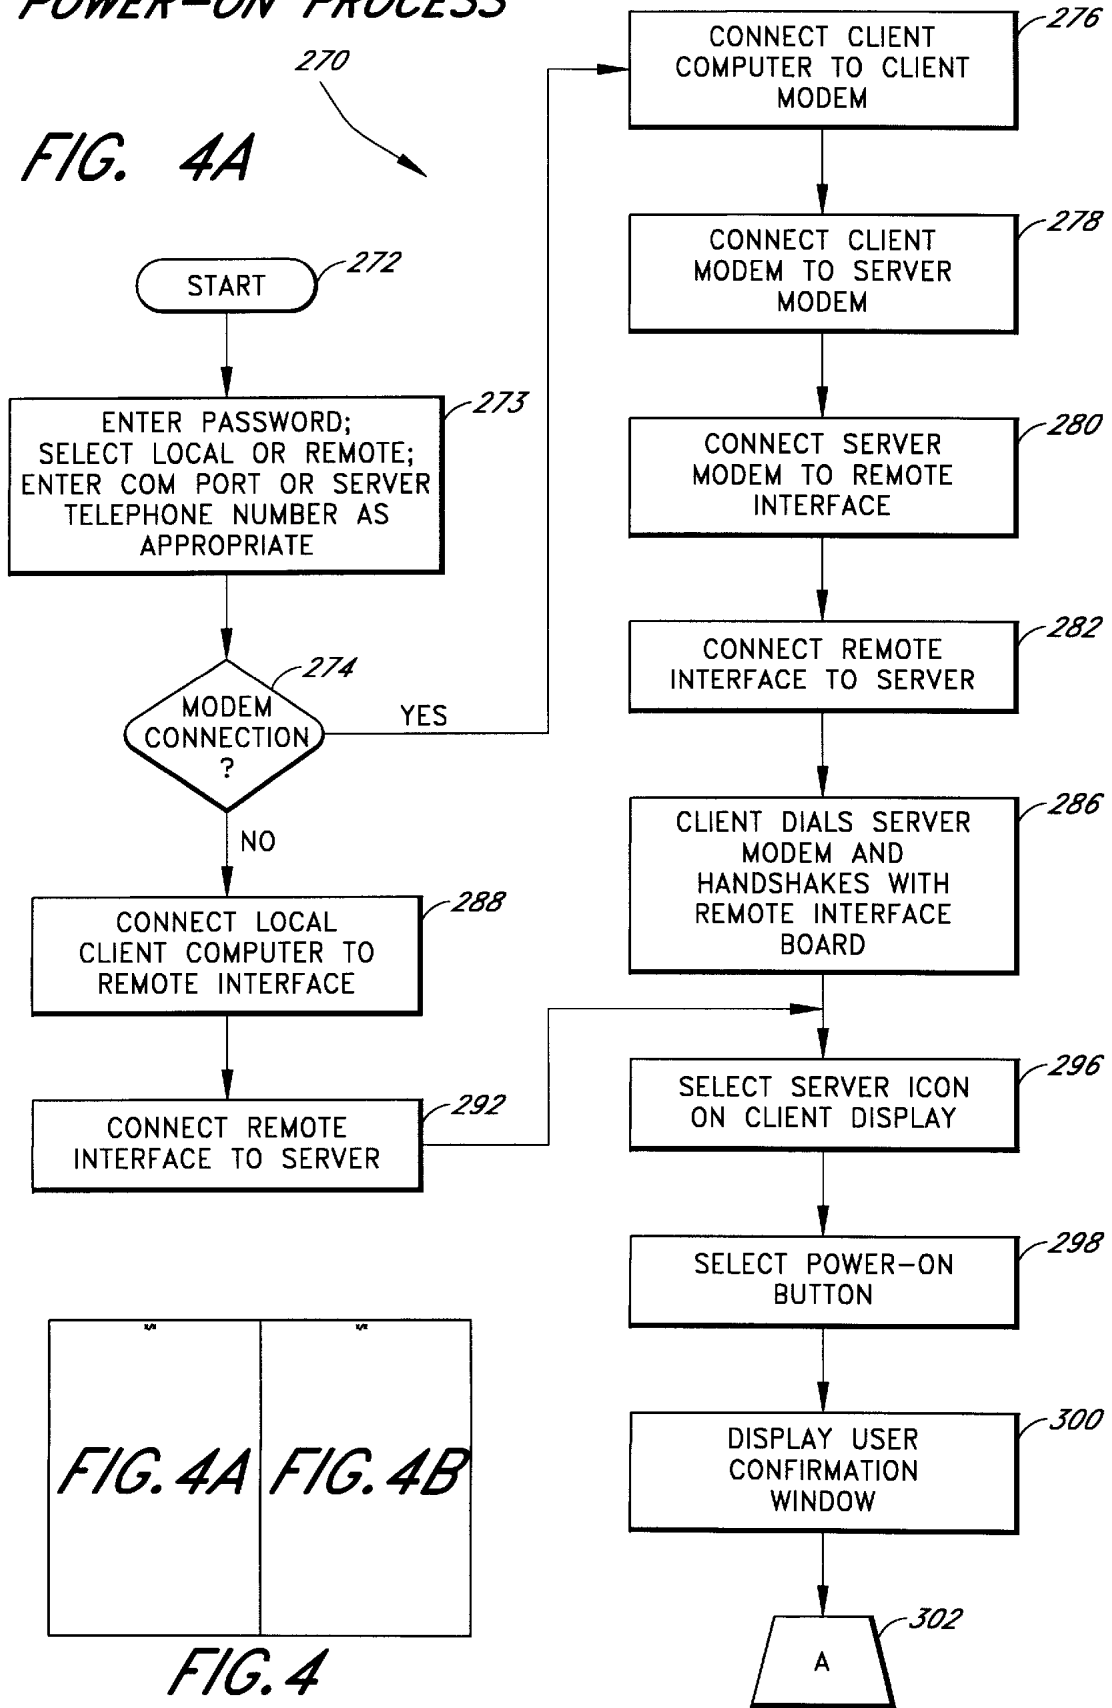 POWER-ON PROCESS
270
FIG. 4A
START
272
ENTER PASSWORD;
SELECT LOCAL OR REMOTE;
ENTER COM PORT OR SERVER
TELEPHONE NUMBER AS
APPROPRIATE
273
MODEM
CONNECTION
?
274
YES
NO
CONNECT LOCAL
CLIENT COMPUTER TO
REMOTE INTERFACE
288
CONNECT REMOTE
INTERFACE TO SERVER
292
CONNECT CLIENT
COMPUTER TO CLIENT
MODEM
276
CONNECT CLIENT
MODEM TO SERVER
MODEM
278
CONNECT SERVER
MODEM TO REMOTE
INTERFACE
280
CONNECT REMOTE
INTERFACE TO SERVER
282
CLIENT DIALS SERVER
MODEM AND
HANDSHAKES WITH
REMOTE INTERFACE
BOARD
286
SELECT SERVER ICON
ON CLIENT DISPLAY
296
SELECT POWER-ON
BUTTON
298
DISPLAY USER
CONFIRMATION
WINDOW
300
A
302
FIG. 4A
FIG. 4B
FIG. 4